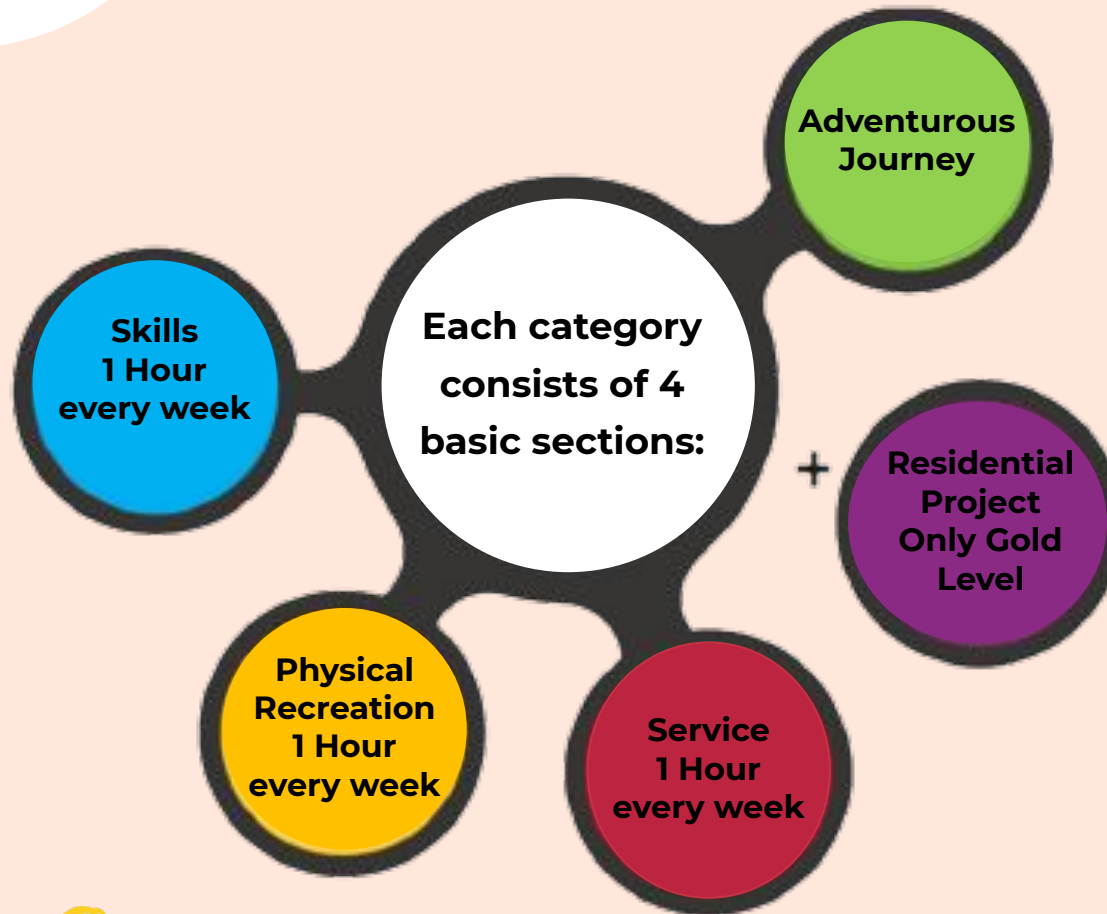 Each category
consists of 4
basic sections:
Adventurous
Journey
Skills
1 Hour
every week
+
Residential
Project
Only Gold
Level
Physical
Recreation
1 Hour
every week
Service
1 Hour
every week